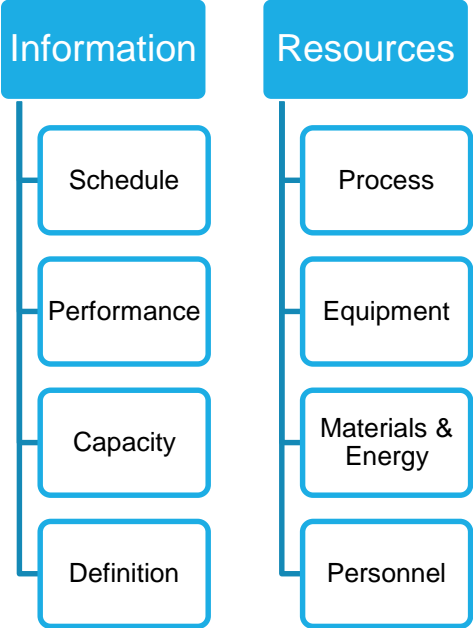 Information
Schedule
Performance
Capacity
Definition
Resources
Process
Equipment
Materials &
Energy
Personnel